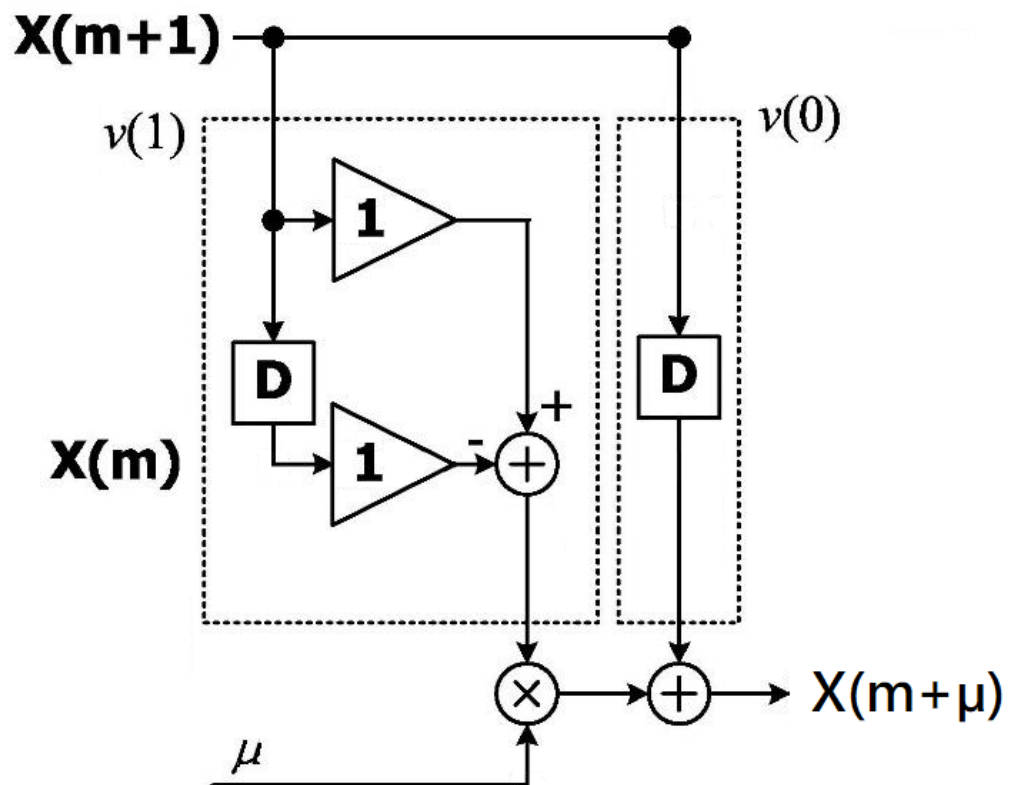 X(m+1)
v(1)
v(0)
1
D
D
+
X(m)
1
-
+
×
+
X(m+μ)
μ